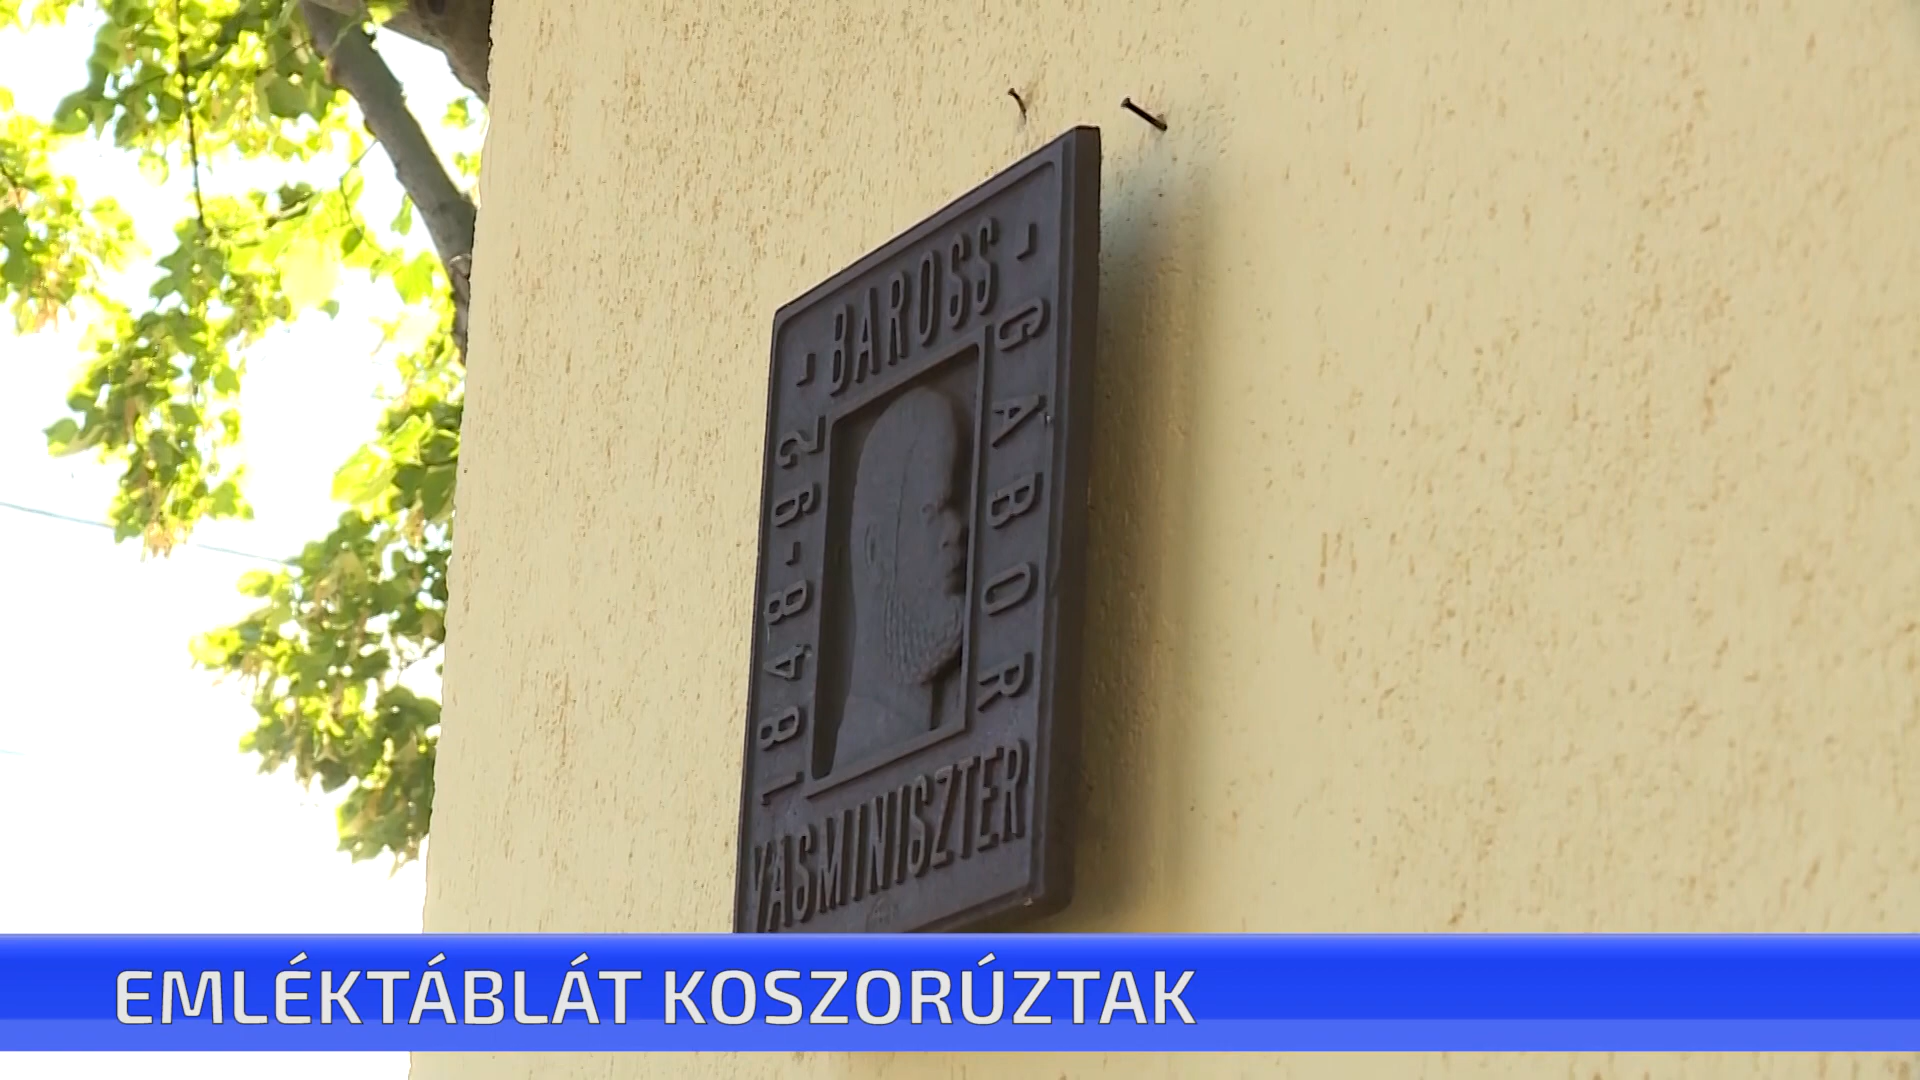 - BAROSS -
GÁBOR
1848-92
VASMINISZTER
EMLÉKTÁBLÁT KOSZORÚZTAK